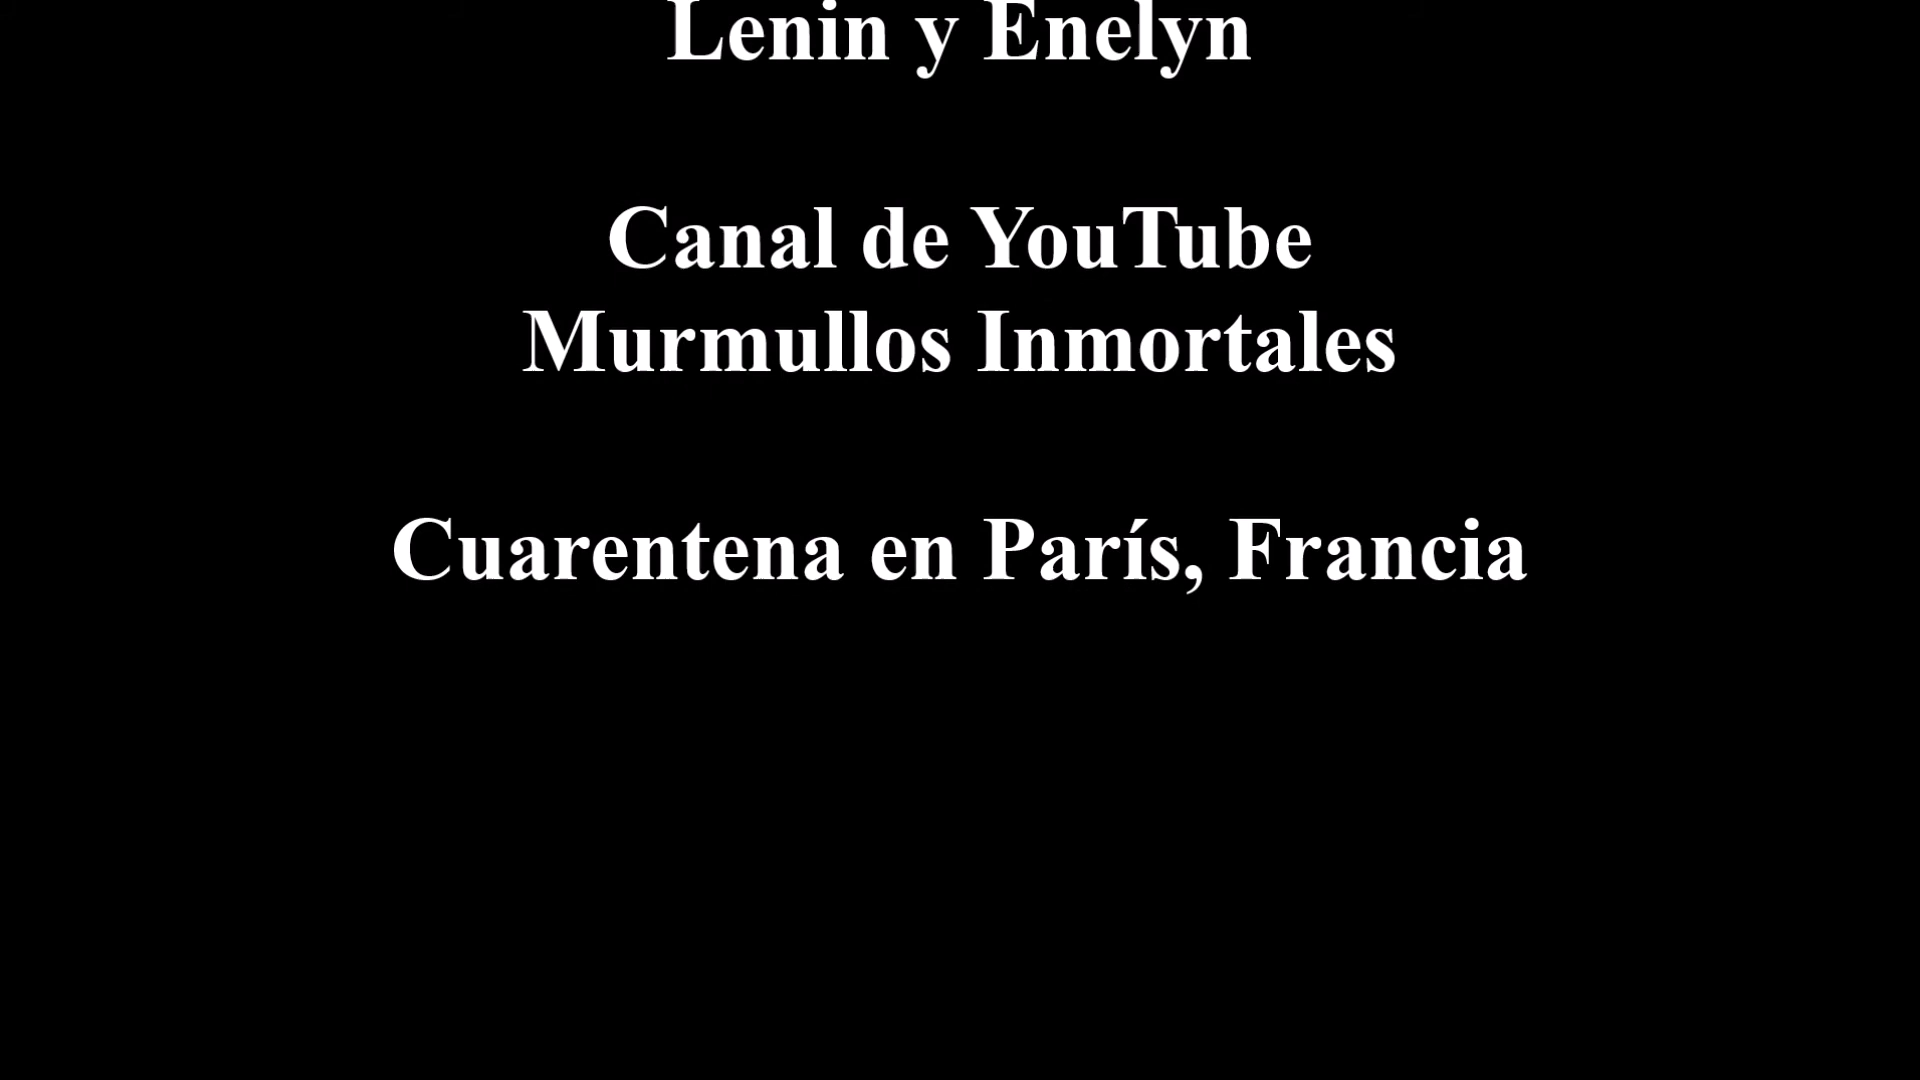 Lenin y Enelyn
Canal de YouTube
Murmullos Inmortales
Cuarentena en París, Francia